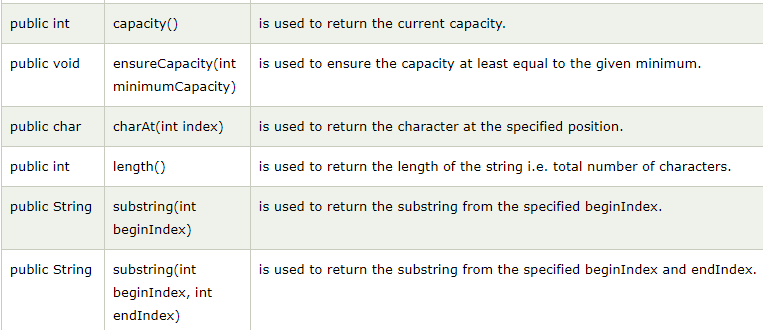 public int capacity() is used to return the current capacity.
public void ensureCapacity(int is used to ensure the capacity at least equal to the given minimum.
minimumCapacity)
public char charAt(int index) is used to return the character at the specified position.
public int length() is used to return the length of the string i.e. total number of characters.
public String substring(int is used to return the substring from the specified beginIndex.
beginIndex)
public String substring(int is used to return the substring from the specified beginIndex and endIndex.
beginIndex, int
endIndex)